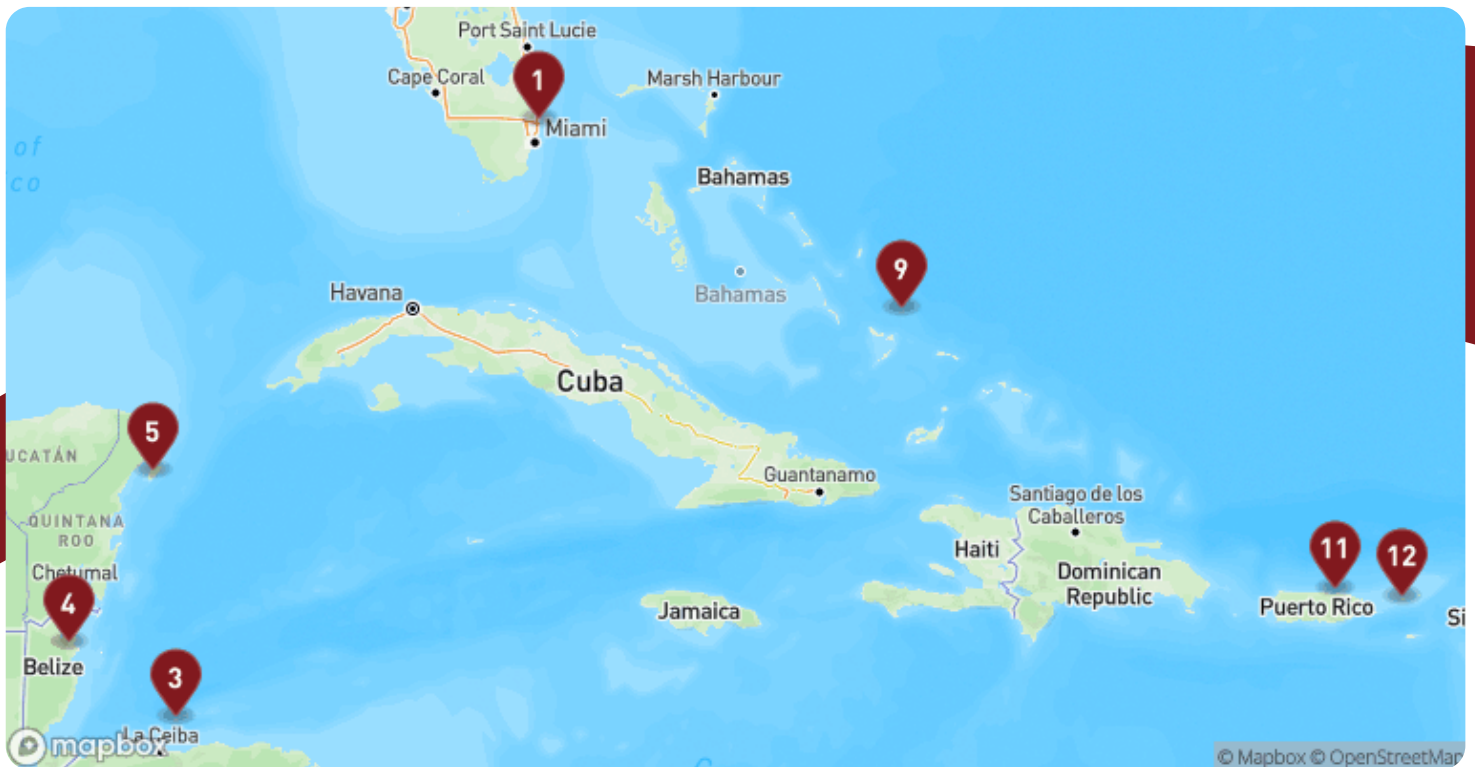 Port Saint Lucie
Cape Coral
1
Marsh Harbour
Miami
of
co
Bahamas
9
Bahamas
Havana
Cuba
5
UCATÁN
Guantanamo
Santiago de los
Caballeros
QUINTANA
ROO
Haiti
11
12
Chetumal
Dominican
Republic
4
Jamaica
Puerto Rico
Si
Belize
3
La Ceiba
mapbox
© Mapbox © OpenStreetMap